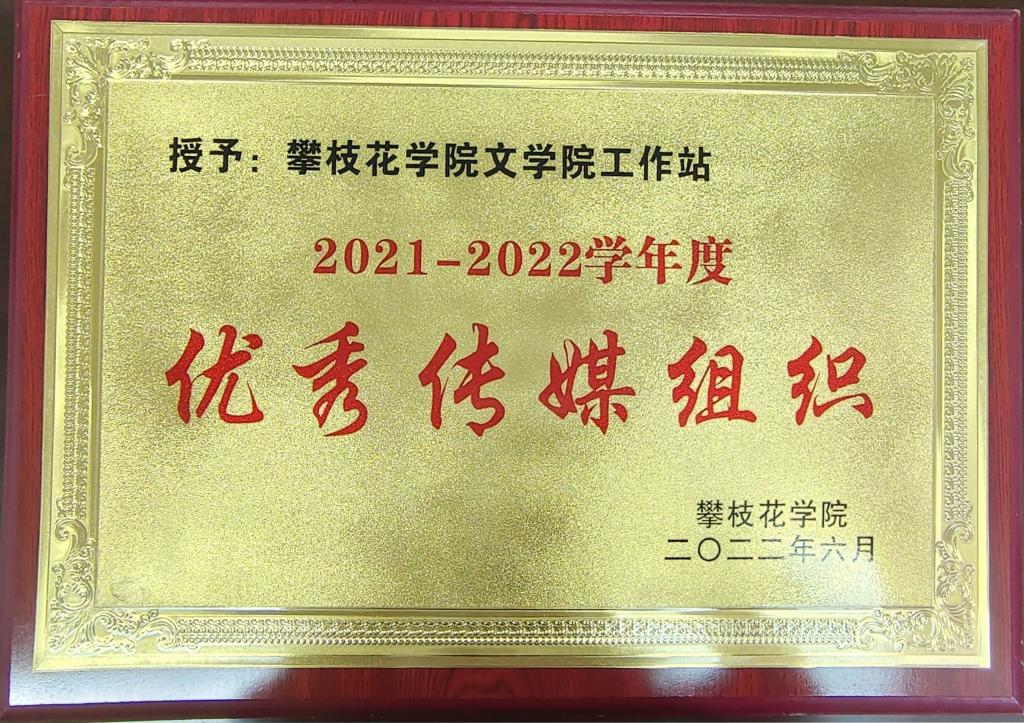 授予：攀枝花学院文学院工作站
2021-2022学年度
优秀传媒组织
攀枝花学院
二〇二二年六月